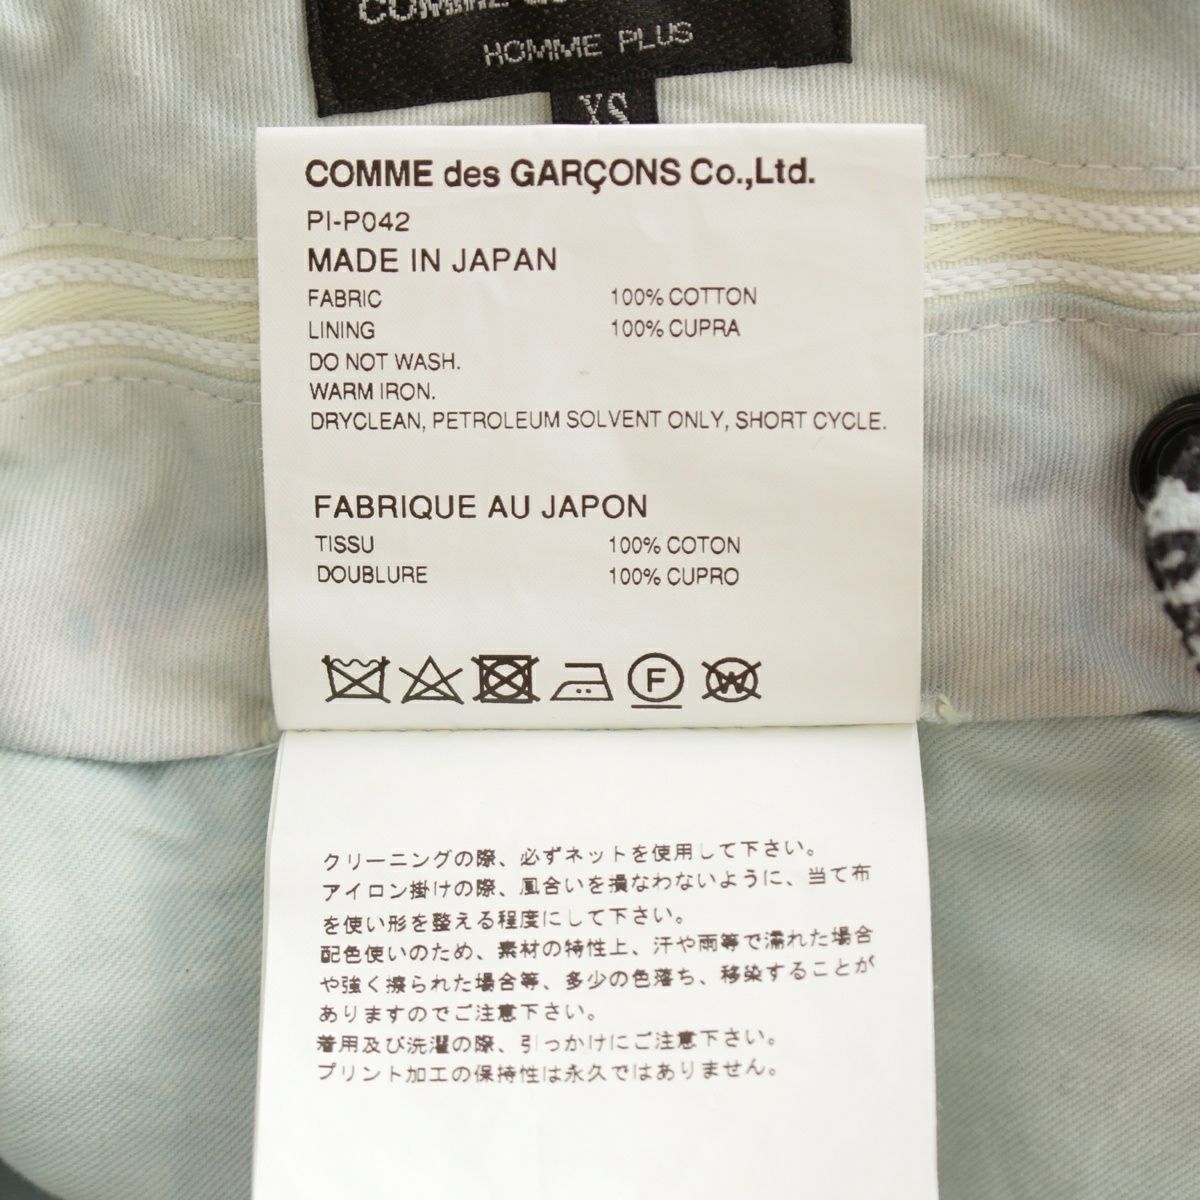 HOMME PLUS
XS
COMME des GARÇONS Co.,Ltd.
PI-P042
MADE IN JAPAN
FABRIC 100% COTTON
LINING 100% CUPRA
DO NOT WASH.
WARM IRON.
DRYCLEAN, PETROLEUM SOLVENT ONLY, SHORT CYCLE.
FABRIQUE AU JAPON
TISSU 100% COTON
DOUBLURE 100% CUPRO
F W
クリーニングの際、必ずネットを使用して下さい。
アイロン掛けの際、風合いを損なわないように、当て布
を使い形を整える程度にして下さい。
配色使いのため、素材の特性上、汗や雨等で濡れた場合
や強く擦られた場合等、多少の色落ち、移染することが
ありますのでご注意下さい。
着用及び洗濯の際、引っかけにご注意下さい。
プリント加工の保持性は永久ではありません。